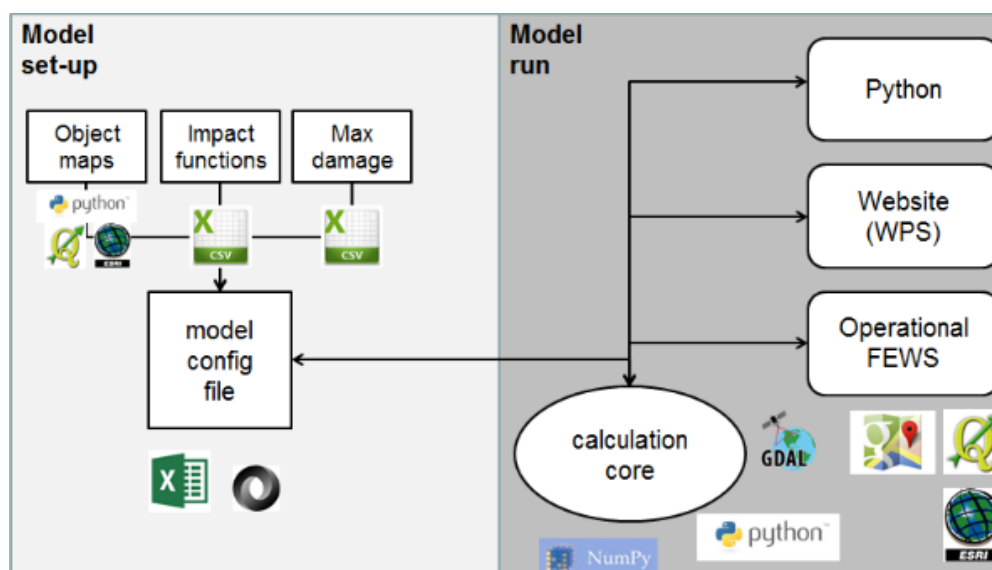 Model
set-up
Object
maps
Impact
functions
Max
damage
python
ESRI
X
CSV
X
CSV
model
config
file
X
Model
run
Python
Website
(WPS)
Operational
FEWS
calculation
core
GDAL
python
NumPy
ESRI